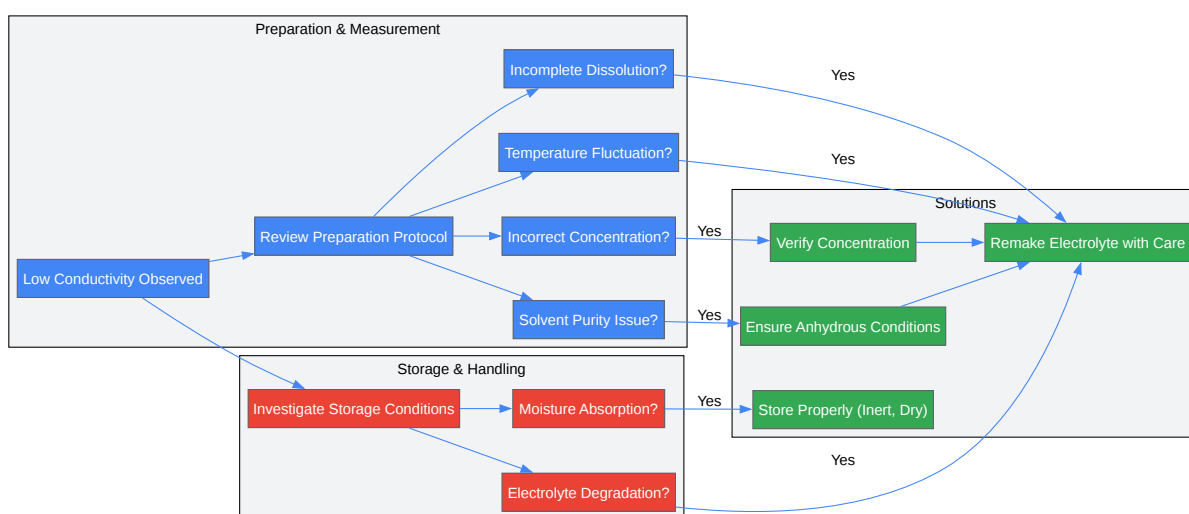 Preparation & Measurement
Incomplete Dissolution?
Yes
Temperature Fluctuation?
Yes
Solutions
Review Preparation Protocol
Incorrect Concentration?
Yes
Verify Concentration
Remake Electrolyte with Care
Low Conductivity Observed
Solvent Purity Issue?
Yes
Ensure Anhydrous Conditions
Storage & Handling
Investigate Storage Conditions
Moisture Absorption?
Yes
Store Properly (Inert, Dry)
Yes
Electrolyte Degradation?